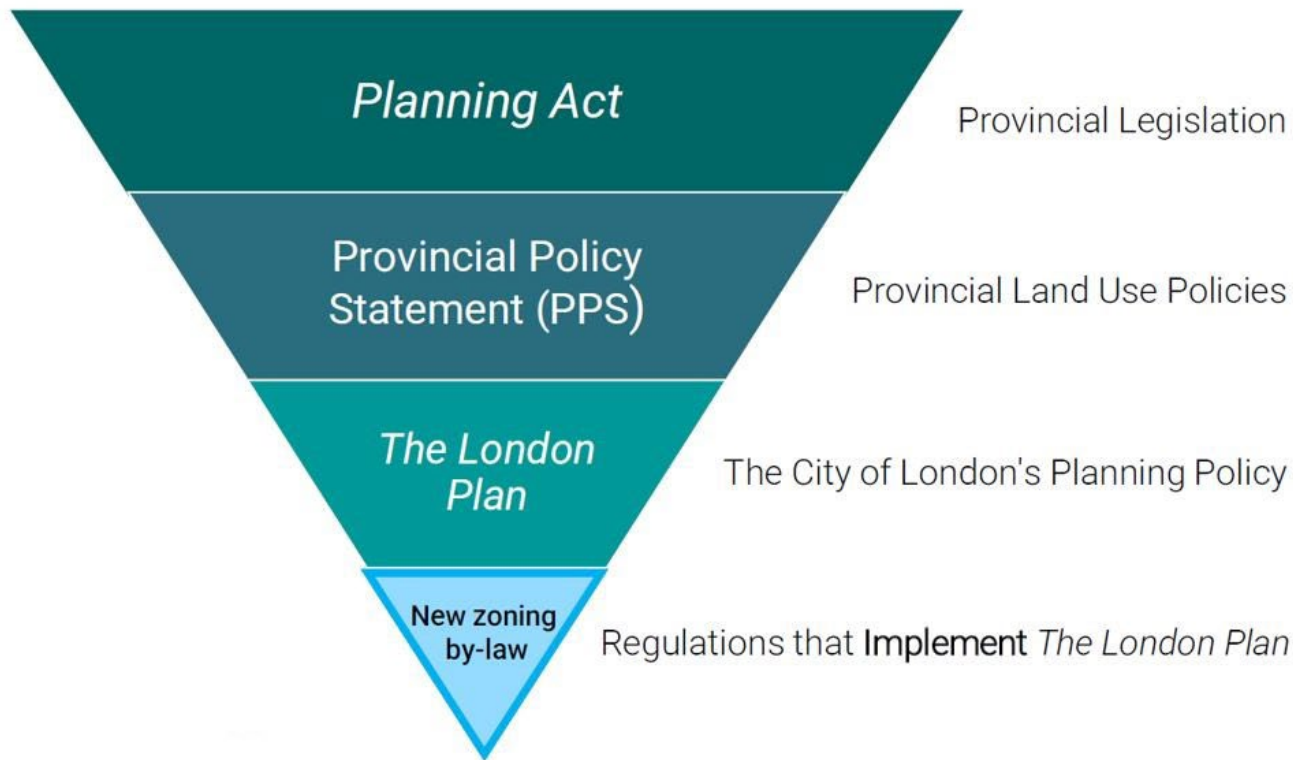 Planning Act
Provincial Legislation
Provincial Policy
Statement (PPS)
Provincial Land Use Policies
The London
Plan
The City of London's Planning Policy
New zoning
by-law
Regulations that Implement The London Plan